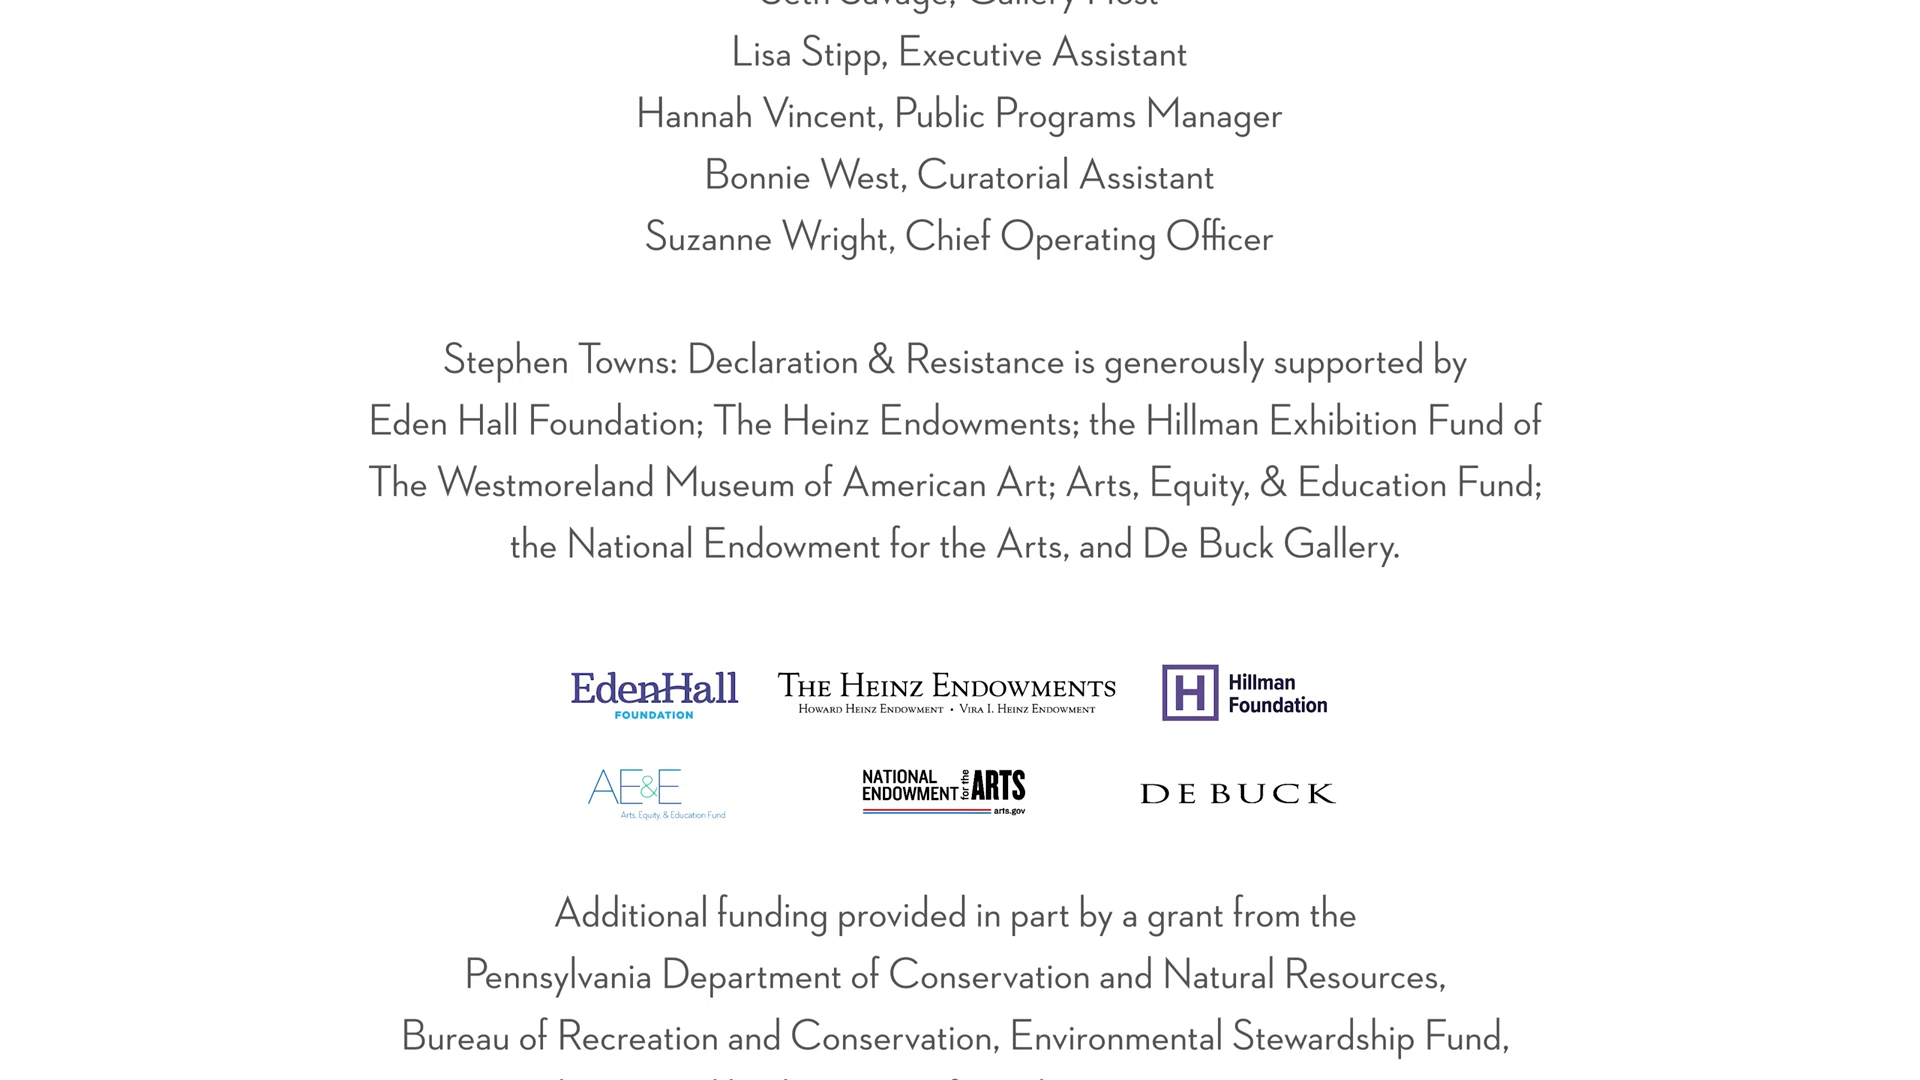 Lisa Stipp, Executive Assistant
Hannah Vincent, Public Programs Manager
Bonnie West, Curatorial Assistant
Suzanne Wright, Chief Operating Officer
Stephen Towns: Declaration & Resistance is generously supported by
Eden Hall Foundation; The Heinz Endowments; the Hillman Exhibition Fund of
The Westmoreland Museum of American Art; Arts, Equity, & Education Fund;
the National Endowment for the Arts, and De Buck Gallery.
EdenHall
FOUNDATION
THE HEINZ ENDOWMENTS
HOWARD HEINZ ENDOWMENT • VIRA I. HEINZ ENDOWMENT
H
Hillman
Foundation
AE&E
Arts, Equity, & Education Fund
NATIONAL
ENDOWMENT for the ARTS
arts.gov
DE BUCK
Additional funding provided in part by a grant from the
Pennsylvania Department of Conservation and Natural Resources,
Bureau of Recreation and Conservation, Environmental Stewardship Fund,